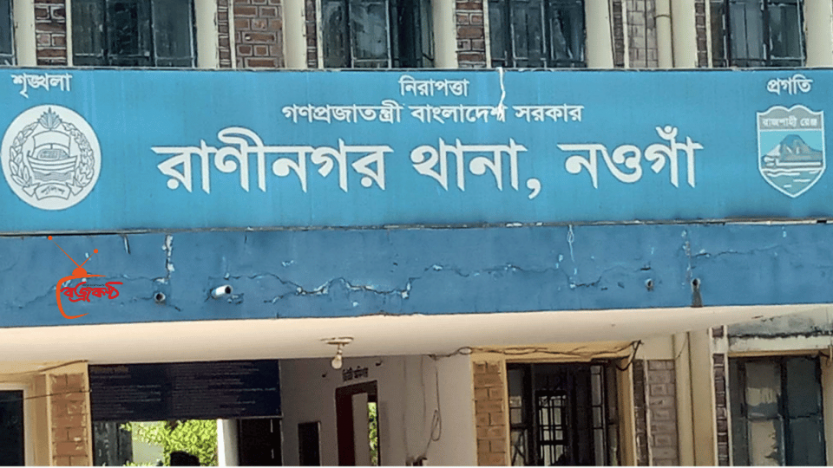 শৃঙ্খলা নিরাপত্তা প্রগতি
গণপ্রজাতন্ত্রী বাংলাদেশ সরকার
রাণীনগর থানা, নওগাঁ
রাজশাহী রেঞ্জ
পুলিশ